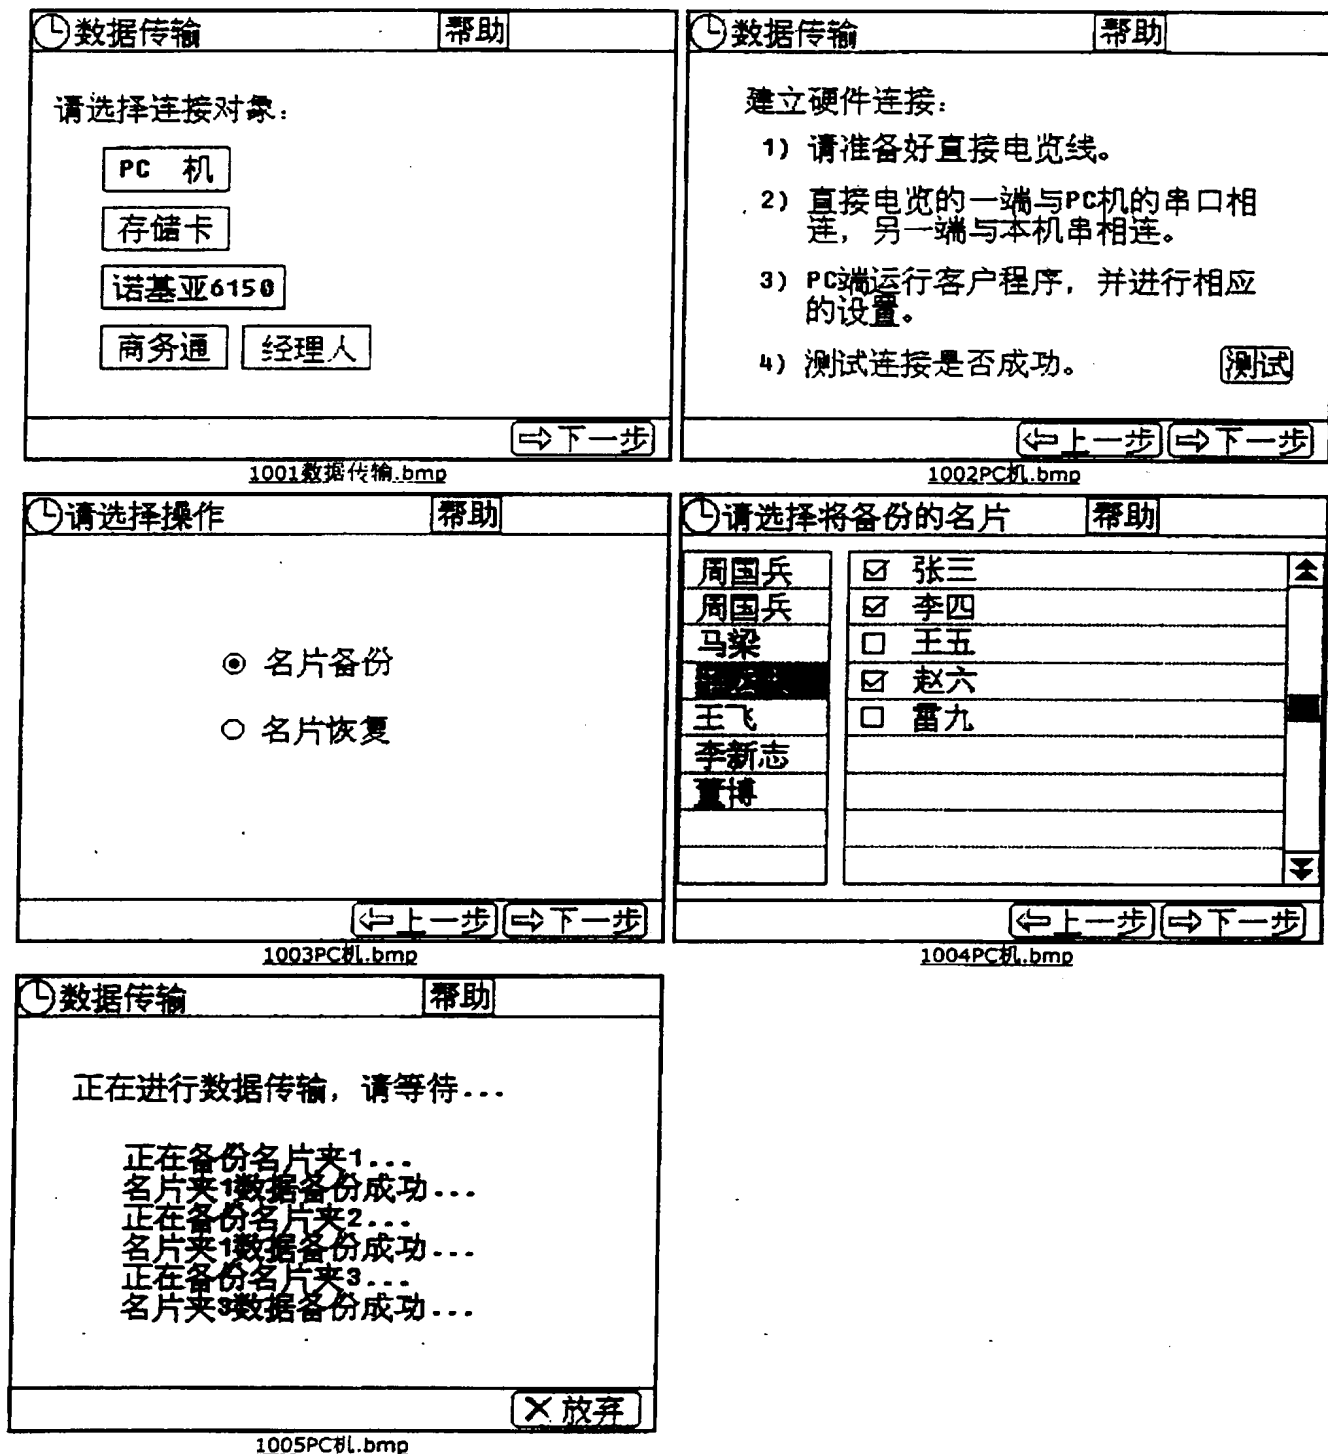 数据传输 帮助
请选择连接对象:
PC 机
存储卡
诺基亚6150
商务通 经理人
下一步
1001数据传输.bmp
数据传输 帮助
建立硬件连接:
1) 请准备好直接电览线。
2) 直接电览的一端与PC机的串口相
连, 另一端与本机串相连。
3) PC端运行客户程序, 并进行相应
的设置。
4) 测试连接是否成功。 测试
上一步 下一步
1002PC机.bmp
请选择操作 帮助
名片备份
名片恢复
上一步 下一步
1003PC机.bmp
请选择将备份的名片 帮助
周国兵
周国兵
马梁
王飞
李新志
董博
张三
李四
王五
赵六
雷九
上一步 下一步
1004PC机.bmp
数据传输 帮助
正在进行数据传输, 请等待...
正在备份名片夹1...
名片夹1数据备份成功...
正在备份名片夹2...
名片夹1数据备份成功...
正在备份名片夹3...
名片夹3数据备份成功...
放弃
1005PC机.bmp